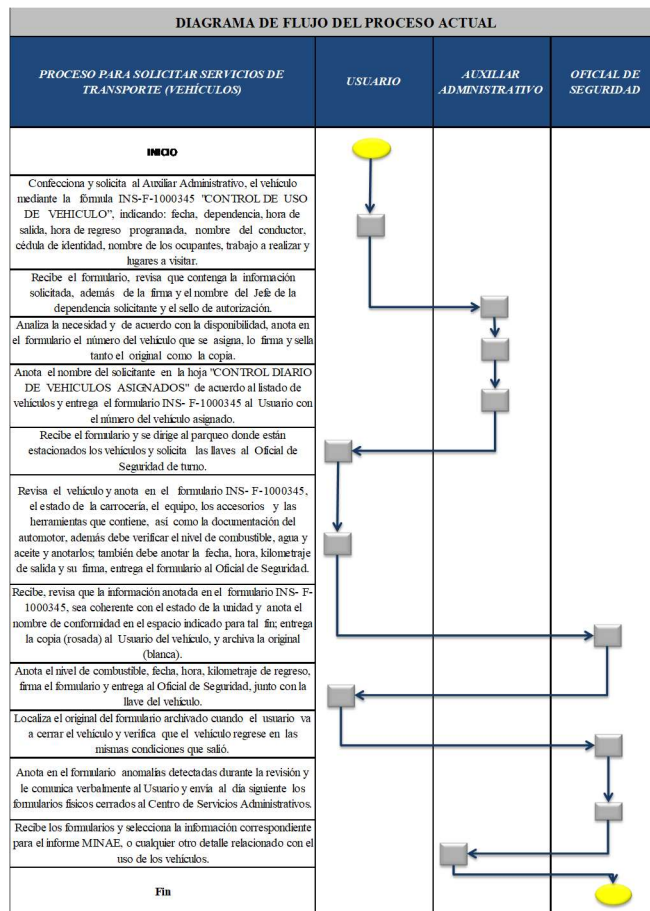 DIAGRAMA DE FLUJO DEL PROCESO ACTUAL
PROCESO PARA SOLICITAR SERVICIOS DE
TRANSPORTE (VEHÍCULOS)
USUARIO
AUXILIAR
ADMINISTRATIVO
OFICIAL DE
SEGURIDAD
INICIO
Confecciona y solicita al Auxiliar Administrativo, el vehículo
mediante la fórmula INS-F-1000345 "CONTROL DE USO
DE VEHICULO", indicando: fecha, dependencia, hora de
salida, hora de regreso programada, nombre del conductor,
cédula de identidad, nombre de los ocupantes, trabajo a realizar y
lugares a visitar.
Recibe el formulario, revisa que contenga la información
solicitada, además de la firma y el nombre del Jefe de la
dependencia solicitante y el sello de autorización.
Analiza la necesidad y de acuerdo con la disponibilidad, anota en
el formulario el número del vehículo que se asigna, lo firma y sella
tanto el original como la copia.
Anota el nombre del solicitante en la hoja "CONTROL DIARIO
DE VEHICULOS ASIGNADOS" de acuerdo al listado de
vehículos y entrega el formulario INS- F-1000345 al Usuario con
el número del vehículo asignado.
Recibe el formulario y se dirige al parqueo donde están
estacionados los vehículos y solicita las llaves al Oficial de
Seguridad de turno.
Revisa el vehículo y anota en el formulario INS- F-1000345,
el estado de la carrocería, el equipo, los accesorios y las
herramientas que contiene, así como la documentación del
automotor, además debe verificar el nivel de combustible, agua y
aceite y anotarlos; también debe anotar la fecha, hora, kilometraje
de salida y su firma, entrega el formulario al Oficial de Seguridad.
Recibe, revisa que la información anotada en el formulario INS- F-
1000345, sea coherente con el estado de la unidad y anota el
nombre de conformidad en el espacio indicado para tal fin; entrega
la copia (rosada) al Usuario del vehículo, y archiva la original
(blanca).
Anota el nivel de combustible, fecha, hora, kilometraje de regreso,
firma el formulario y entrega al Oficial de Seguridad, junto con la
llave del vehículo.
Localiza el original del formulario archivado cuando el usuario va
a cerrar el vehículo y verifica que el vehículo regrese en las
mismas condiciones que salió.
Anota en el formulario anomalías detectadas durante la revisión y
le comunica verbalmente al Usuario y envía al día siguiente los
formularios físicos cerrados al Centro de Servicios Administrativos.
Recibe los formularios y selecciona la información correspondiente
para el informe MINAE, o cualquier otro detalle relacionado con el
uso de los vehículos.
Fin